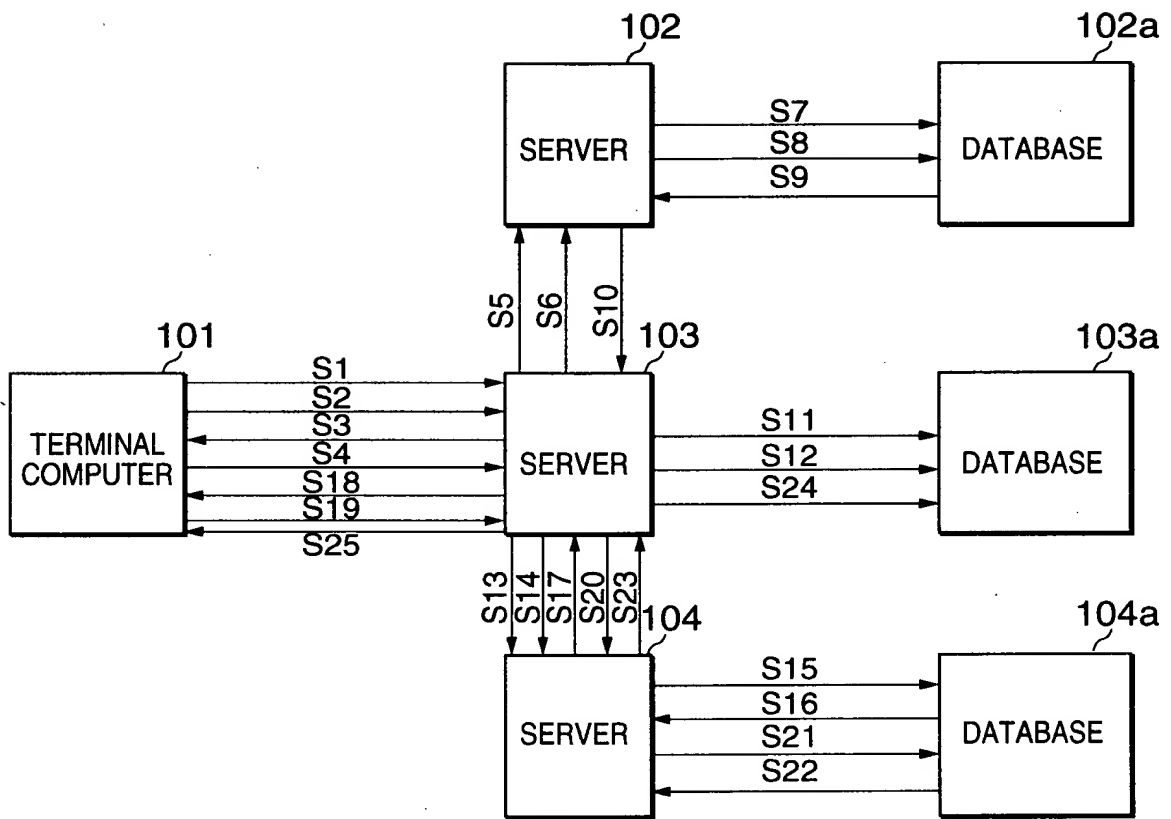 102
102a
SERVER
S7
S8
S9
DATABASE
S5
S6
S10
101
103
103a
TERMINAL
COMPUTER
S1
S2
S3
S4
S18
S19
S25
SERVER
S11
S12
S24
DATABASE
S13
S14
S17
S20
S23
104
104a
SERVER
S15
S16
S21
S22
DATABASE